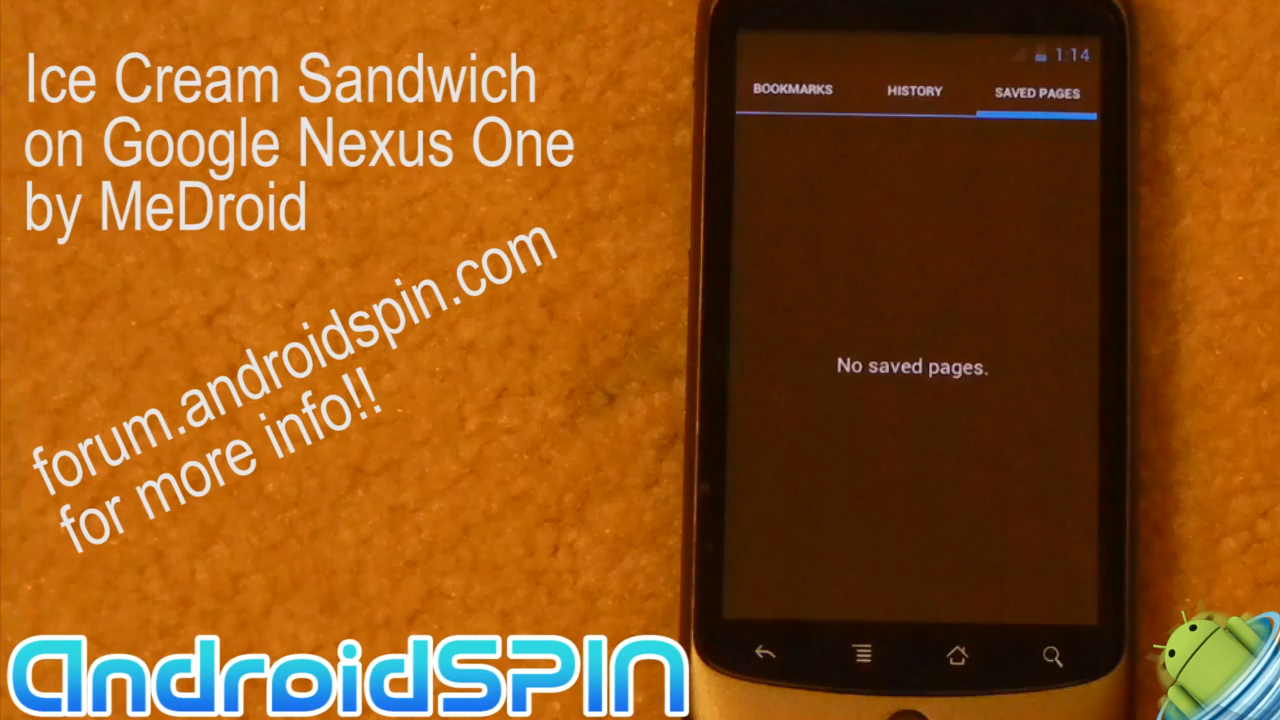 Ice Cream Sandwich
on Google Nexus One
by MeDroid
forum.androidspin.com
for more info!!
AndroidSPIN
1:14
BOOKMARKS HISTORY SAVED PAGES
No saved pages.